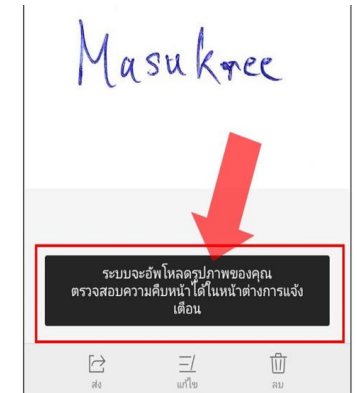 Masukree
ระบบจะอัพโหลดรูปภาพของคุณ
ตรวจสอบความคืบหน้าได้ในหน้าต่างการแจ้ง
เตือน
ส่ง แก้ไข ลบ